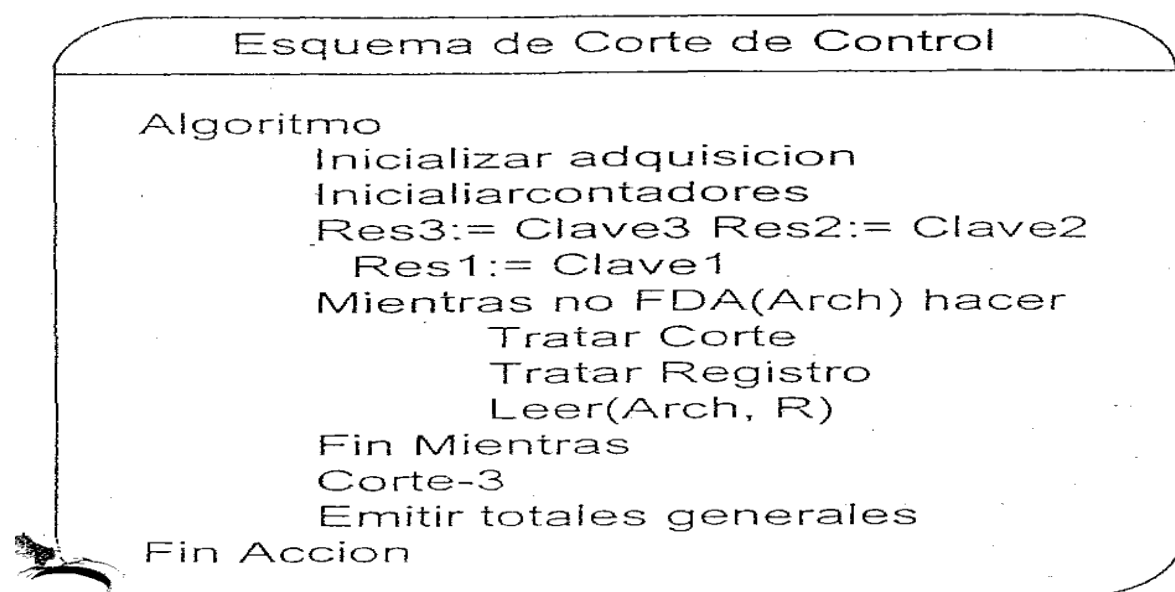 Esquema de Corte de Control
Algoritmo
Inicializar adquisicion
Inicialiarcontadores
Res3:= Clave3 Res2:= Clave2
Res1:= Clave1
Mientras no FDA(Arch) hacer
Tratar Corte
Tratar Registro
Leer(Arch, R)
Fin Mientras
Corte-3
Emitir totales generales
Fin Accion